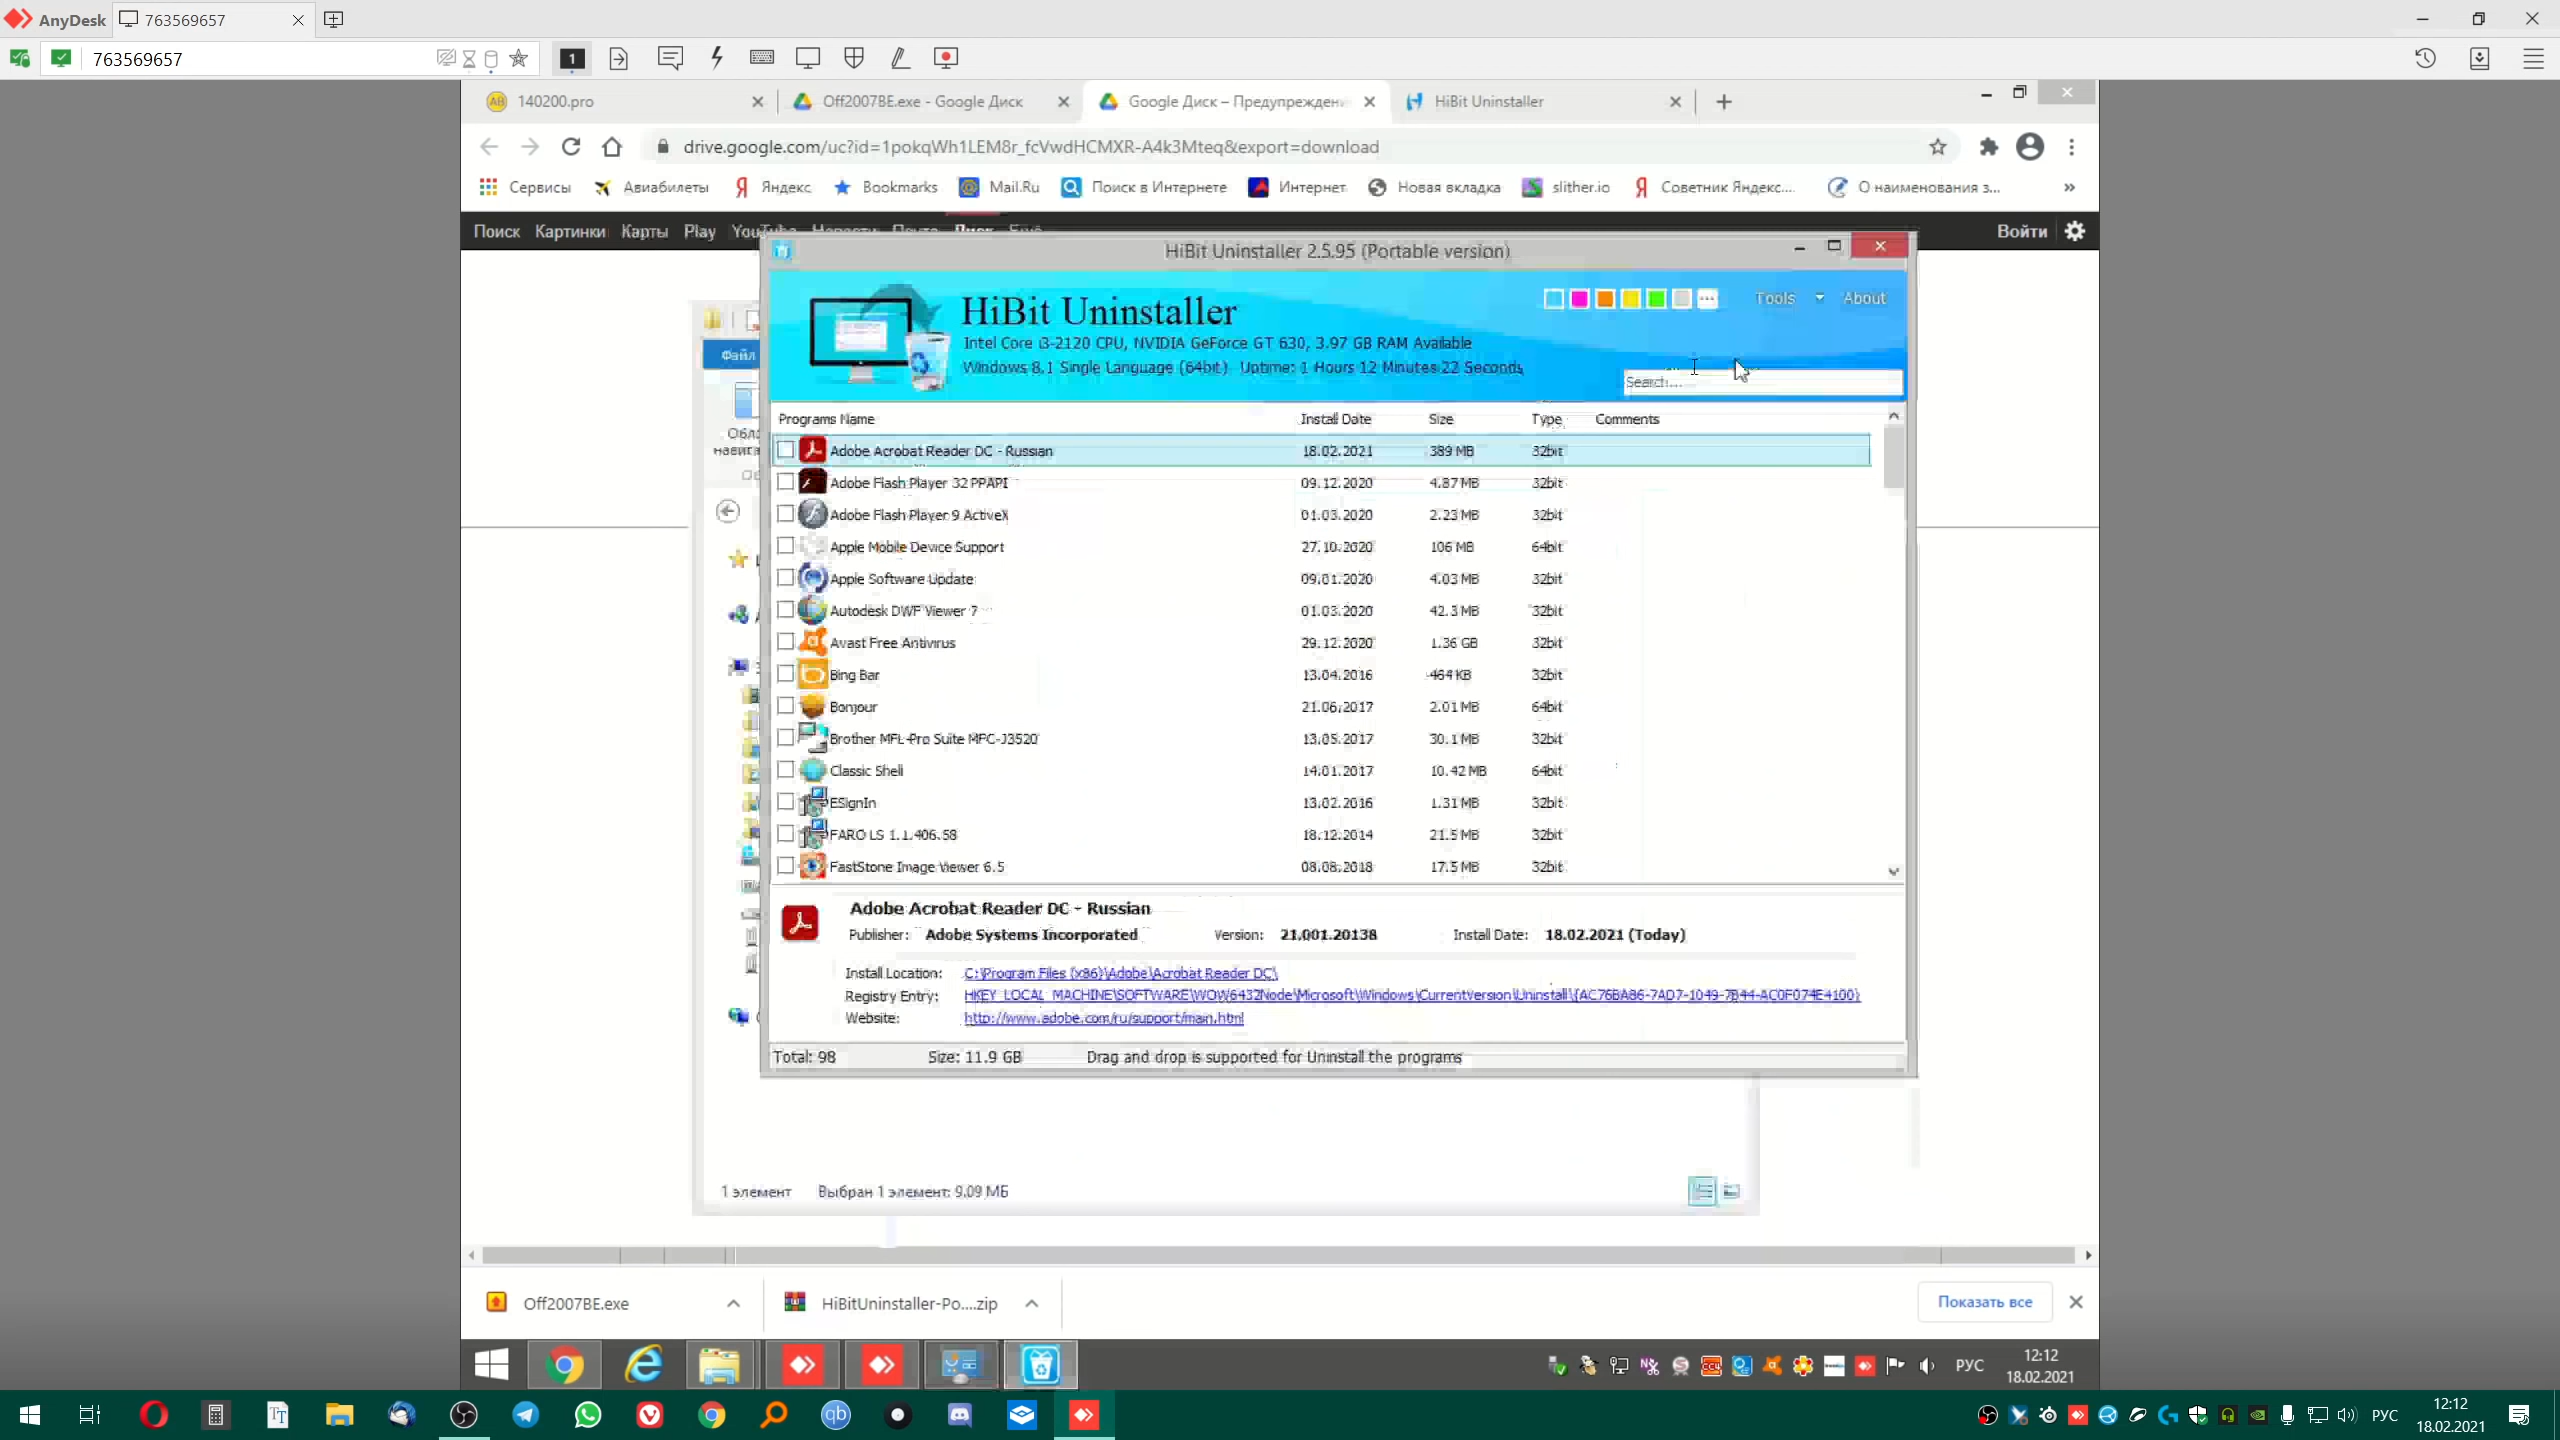 AnyDesk
763569657
763569657
1
140200.pro
Off2007BE.exe - Google Диск
Google Диск – Предупреждени
HiBit Uninstaller
drive.google.com/uc?id=1pokqWh1LEM8r_fcVwdHCMXR-A4k3Mteq&export=download
Сервисы
Авиабилеты
Яндекс
Bookmarks
Mail.Ru
Поиск в Интернете
Интернет
Новая вкладка
slither.io
Советник Яндекс....
О наименования з...
»
Поиск Картинки Карты Play YouTube Новости Почта Диск Ещё
Войти
HiBit Uninstaller 2.5.95 (Portable version)
Файл
HiBit Uninstaller
Tools
About
Intel Core i3-2120 CPU, NVIDIA GeForce GT 630, 3.97 GB RAM Available
Windows 8.1 Single Language (64bit) Uptime: 1 Hours 12 Minutes 22 Seconds
Search...
Programs Name Install Date Size Type Comments
Adobe Acrobat Reader DC - Russian 18.02.2021 389 MB 32bit
Adobe Flash Player 32 PPAPI 09.12.2020 4.87 MB 32bit
Adobe Flash Player 9 ActiveX 01.03.2020 2.23 MB 32bit
Apple Mobile Device Support 27.10.2020 106 MB 64bit
Apple Software Update 09.01.2020 4.03 MB 32bit
Autodesk DWF Viewer 7 01.03.2020 42.3 MB 32bit
Avast Free Antivirus 29.12.2020 1.36 GB 32bit
Bing Bar 13.04.2016 464 KB 32bit
Bonjour 21.06.2017 2.01 MB 64bit
Brother MFL-Pro Suite MFC-J3520 13.05.2017 30.1 MB 32bit
Classic Shell 14.01.2017 10.42 MB 64bit
ESignIn 13.02.2016 1.31 MB 32bit
FARO LS 1.1.406.58 18.12.2014 21.5 MB 32bit
FastStone Image Viewer 6.5 08.08.2018 17.5 MB 32bit
Adobe Acrobat Reader DC - Russian
Publisher: Adobe Systems Incorporated Version: 21.001.20138 Install Date: 18.02.2021 (Today)
Install Location: C:\Program Files (x86)\Adobe\Acrobat Reader DC\
Registry Entry: HKEY_LOCAL_MACHINE\SOFTWARE\WOW6432Node\Microsoft\Windows\CurrentVersion\Uninstall\{AC76BA86-7AD7-1049-7B44-AC0F074E4100}
Website: http://www.adobe.com/ru/support/main.html
Total: 98 Size: 11.9 GB Drag and drop is supported for Uninstall the programs
1 элемент Выбран 1 элемент: 9.09 МБ
Off2007BE.exe
HiBitUninstaller-Po....zip
Показать все
РУС
12:12
18.02.2021
РУС
12:12
18.02.2021